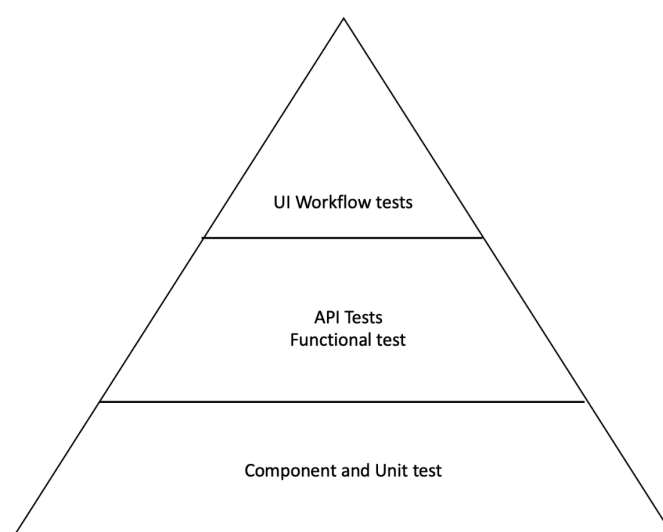 UI Workflow tests
API Tests
Functional test
Component and Unit test